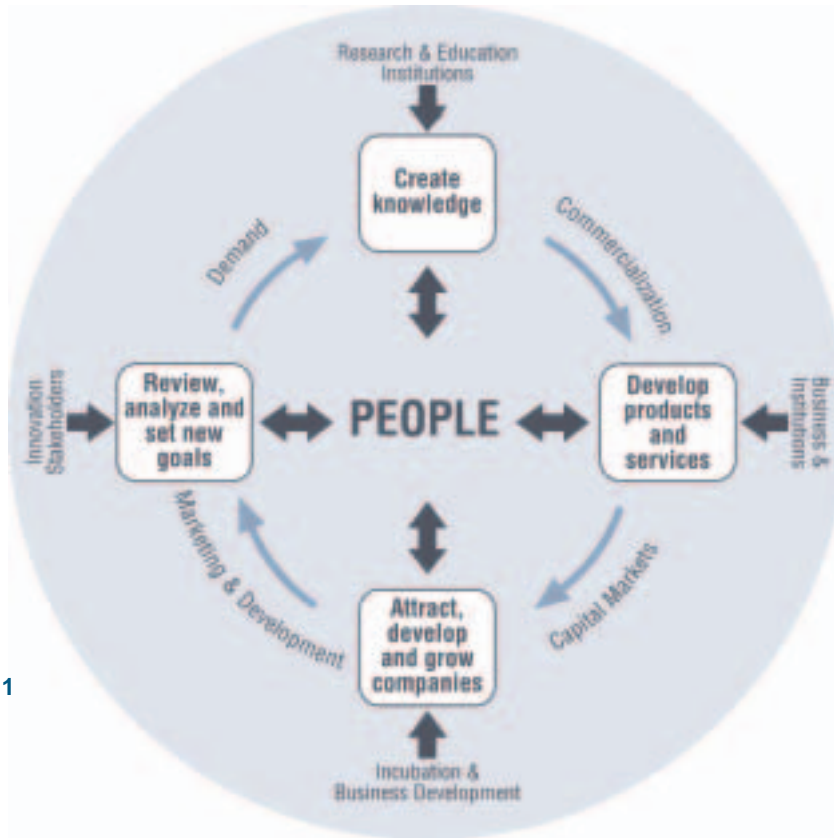 Research & Education
Institutions
Create
knowledge
Demand
Commercialization
Innovation
Stakeholders
Review,
analyze and
set new
goals
PEOPLE
Develop
products
and
services
Business &
Institutions
Marketing & Development
Capital Markets
Attract,
develop
and grow
companies
1
Incubation &
Business Development